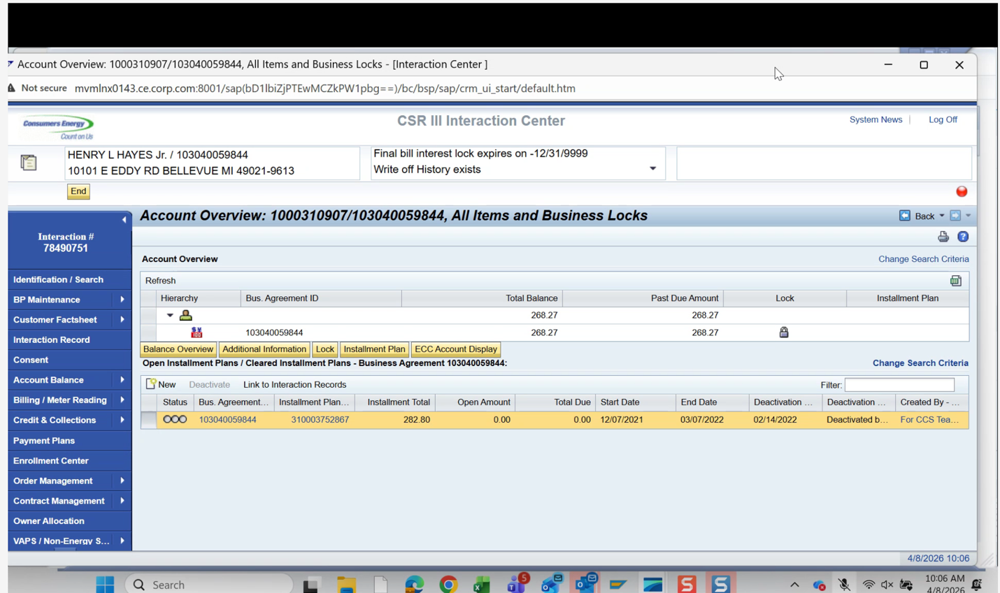 Account Overview: 1000310907/103040059844, All Items and Business Locks - [Interaction Center ]
Not secure mvmlnx0143.ce.corp.com:8001/sap(bD1lbiZjPTEwMCZkPW1pbg==)/bc/bsp/sap/crm_ui_start/default.htm
Consumers Energy
Count on Us
CSR III Interaction Center
System News | Log Off
HENRY L HAYES Jr. / 103040059844
10101 E EDDY RD BELLEVUE MI 49021-9613
Final bill interest lock expires on -12/31/9999
Write off History exists
End
Account Overview: 1000310907/103040059844, All Items and Business Locks
Back
Interaction #
78490751
Identification / Search
BP Maintenance
Customer Factsheet
Interaction Record
Consent
Account Balance
Billing / Meter Reading
Credit & Collections
Payment Plans
Enrollment Center
Order Management
Contract Management
Owner Allocation
VAPS / Non-Energy S...
Account Overview Change Search Criteria
Refresh
Hierarchy Bus. Agreement ID Total Balance Past Due Amount Lock Installment Plan
268.27 268.27
103040059844 268.27 268.27
Balance Overview Additional Information Lock Installment Plan ECC Account Display
Open Installment Plans / Cleared Installment Plans - Business Agreement 103040059844: Change Search Criteria
New Deactivate Link to Interaction Records Filter:
Status Bus. Agreement... Installment Plan... Installment Total Open Amount Total Due Start Date End Date Deactivation ... Deactivation ... Created By - ...
103040059844 310003752867 282.80 0.00 0.00 12/07/2021 03/07/2022 02/14/2022 Deactivated b... For CCS Tea...
4/8/2026 10:06
Search
5
10:06 AM
4/8/2026